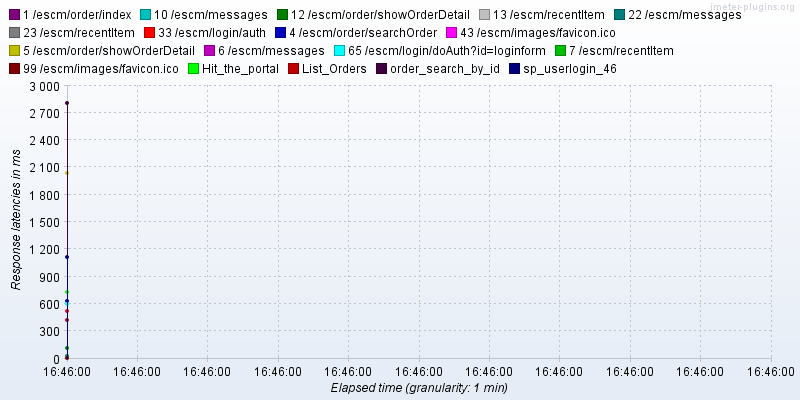 jmeter-plugins.org
1 /escm/order/index 10 /escm/messages 12 /escm/order/showOrderDetail 13 /escm/recentItem 22 /escm/messages
23 /escm/recentItem 33 /escm/login/auth 4 /escm/order/searchOrder 43 /escm/images/favicon.ico
5 /escm/order/showOrderDetail 6 /escm/messages 65 /escm/login/doAuth?id=loginform 7 /escm/recentItem
99 /escm/images/favicon.ico Hit_the_portal List_Orders order_search_by_id sp_userlogin_46
3 000
2 700
2 400
2 100
1 800
1 500
1 200
900
600
300
0
Response latencies in ms
16:46:00 16:46:00 16:46:00 16:46:00 16:46:00 16:46:00 16:46:00 16:46:00 16:46:00 16:46:00 16:46:00
Elapsed time (granularity: 1 min)